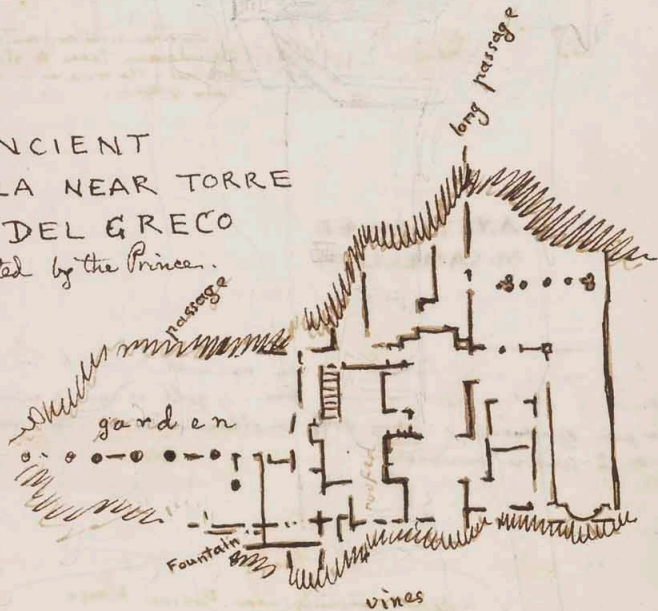 long passage
NCIENT
LA NEAR TORRE
DEL GRECO
ted by the Prince.
passage
garden
roofed
Fountain
vines